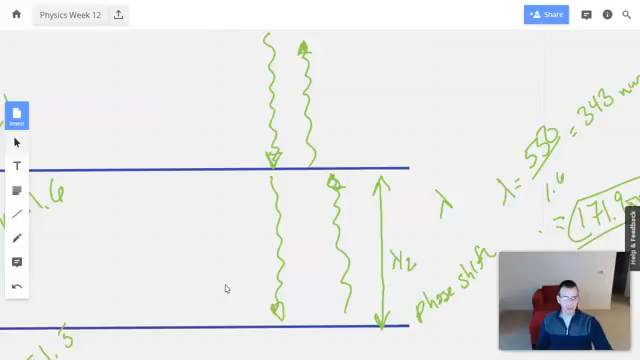 Physics Week 12
Share
Insert
T
1.6
1.5
λ
λ2
phase shift
λ = 550
1.6
= 343 nm
= 171.9
Help & Feedback